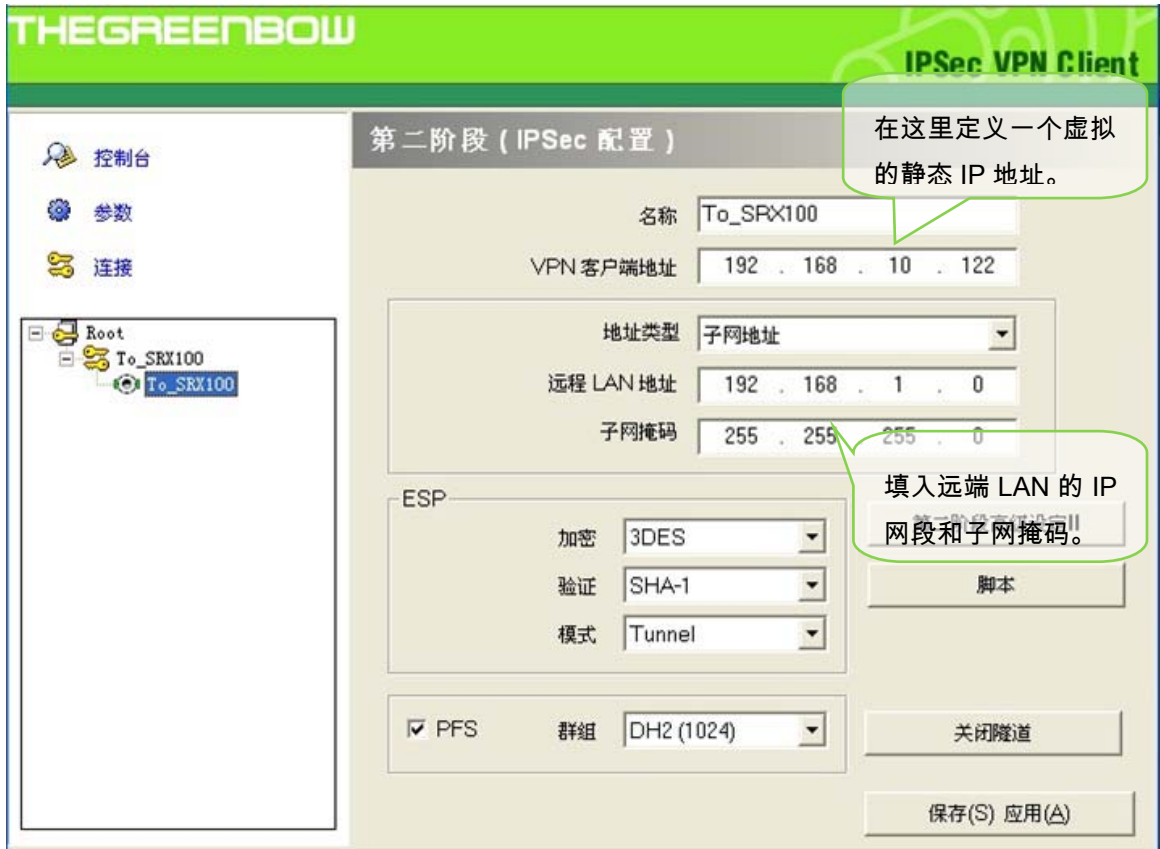 THEGREENBOW
IPSec VPN Client
在这里定义一个虚拟
的静态 IP 地址。
控制台
参数
连接
Root
To_SRX100
To_SRX100
第二阶段 ( IPSec 配置 )
名称 To_SRX100
VPN 客户端地址 192 . 168 . 10 . 122
地址类型 子网地址
远程 LAN 地址 192 . 168 . 1 . 0
子网掩码 255 . 255 . 255 . 0
填入远端 LAN 的 IP
网段和子网掩码。
ESP
加密 3DES
验证 SHA-1
模式 Tunnel
脚本
PFS 群组 DH2 (1024)
关闭隧道
保存(S) 应用(A)